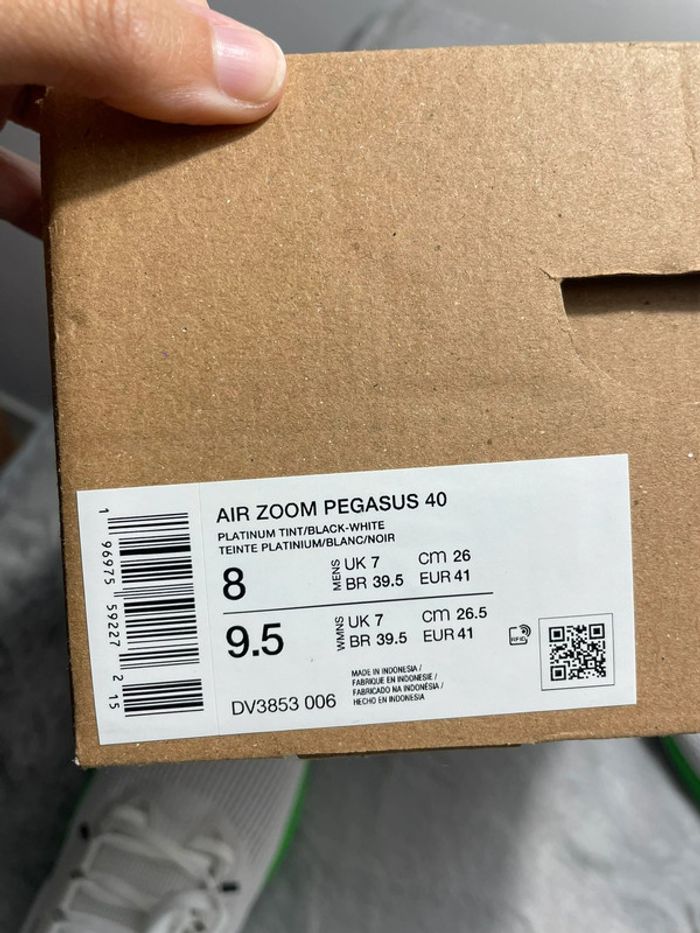 AIR ZOOM PEGASUS 40
PLATINUM TINT/BLACK-WHITE
TEINTE PLATINIUM/BLANC/NOIR
8
MENS
UK 7
cm 26
BR 39.5
EUR 41
9.5
WMNS
UK 7
cm 26.5
BR 39.5
EUR 41
RFID
DV3853 006
MADE IN INDONESIA /
FABRIQUE EN INDONESIE /
FABRICADO NA INDONÉSIA /
HECHO EN INDONESIA
1 96975 59227 2 15